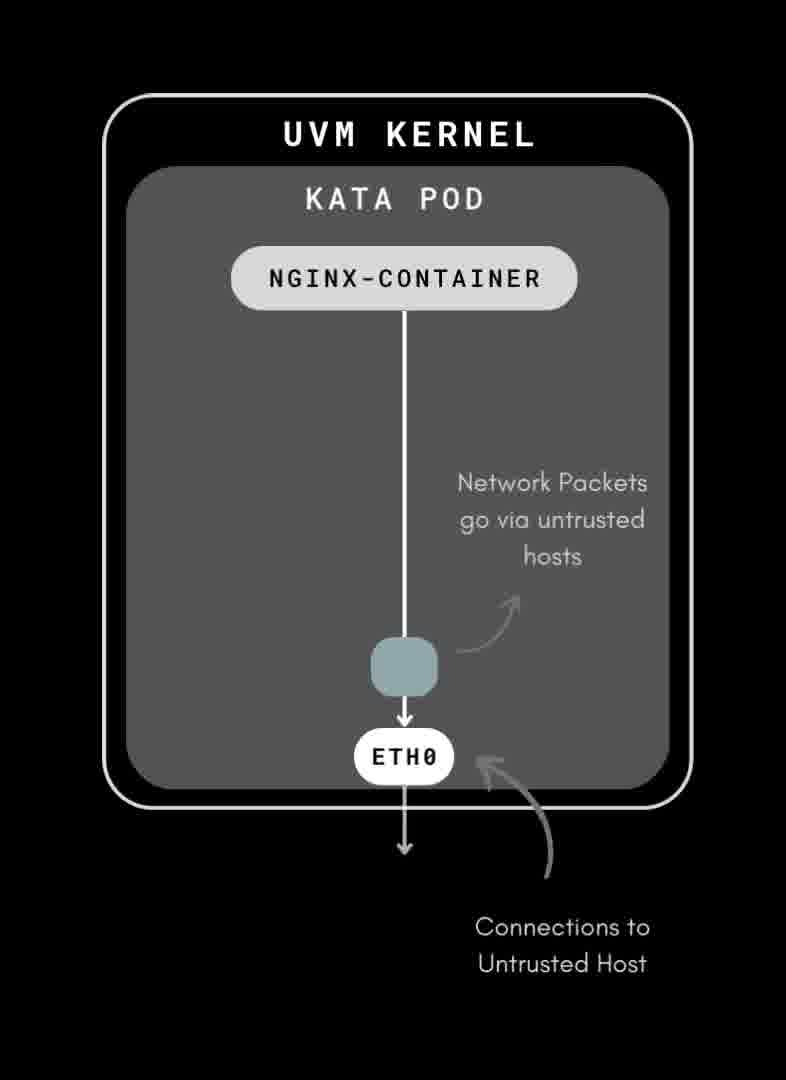 UVM KERNEL
KATA POD
NGINX-CONTAINER
Network Packets
go via untrusted
hosts
ETH0
Connections to
Untrusted Host